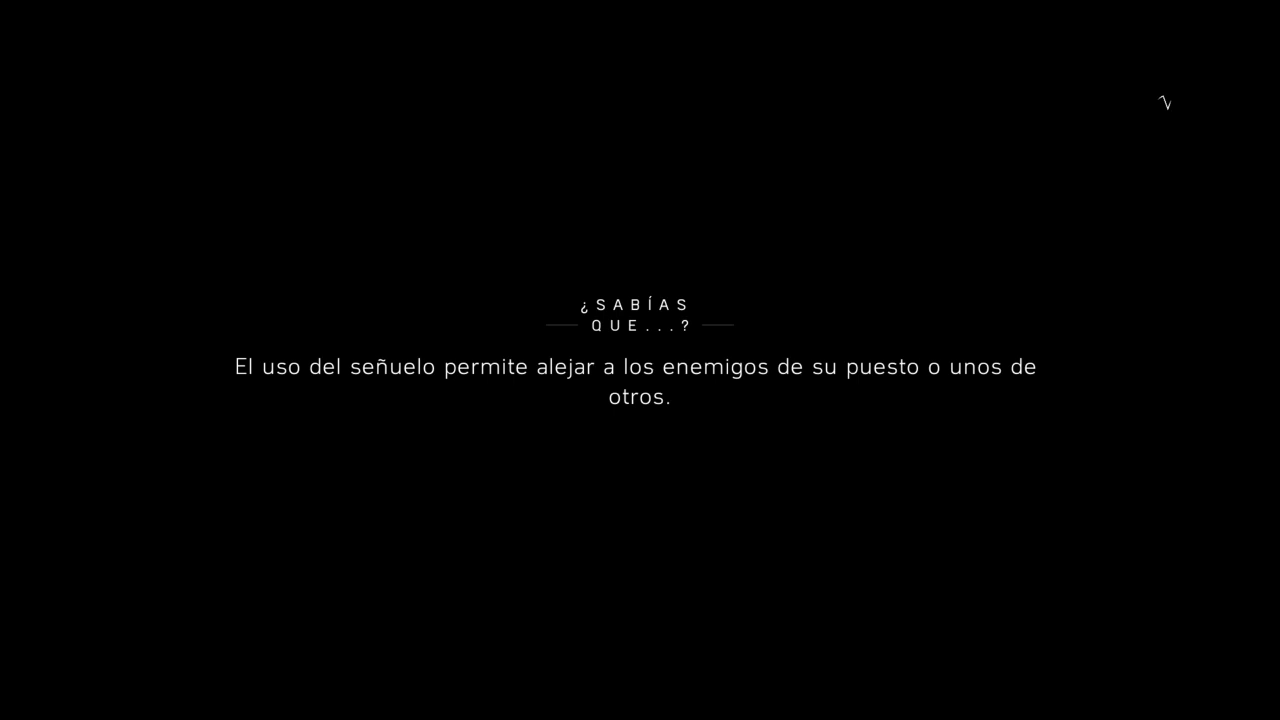 ¿SABÍAS
QUE...?
El uso del señuelo permite alejar a los enemigos de su puesto o unos de
otros.